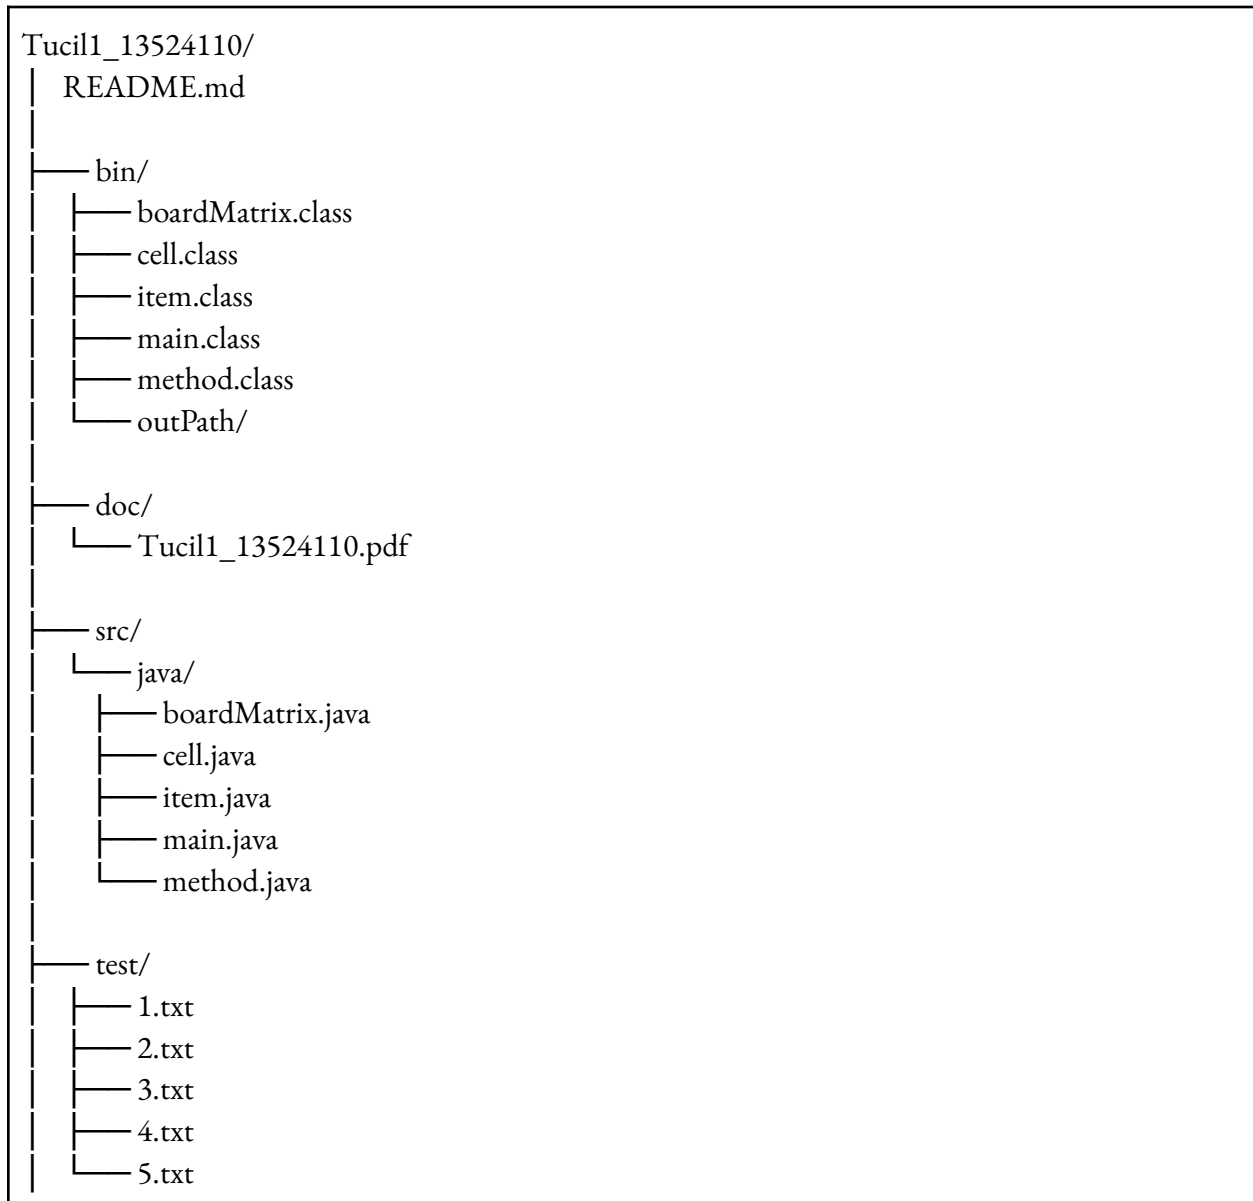 Tucil1_13524110/
│ README.md
│
├── bin/
│ ├── boardMatrix.class
│ ├── cell.class
│ ├── item.class
│ ├── main.class
│ ├── method.class
│ └── outPath/
│
├── doc/
│ └── Tucil1_13524110.pdf
│
├── src/
│ └── java/
│ ├── boardMatrix.java
│ ├── cell.java
│ ├── item.java
│ ├── main.java
│ └── method.java
│
├── test/
│ ├── 1.txt
│ ├── 2.txt
│ ├── 3.txt
│ ├── 4.txt
│ └── 5.txt